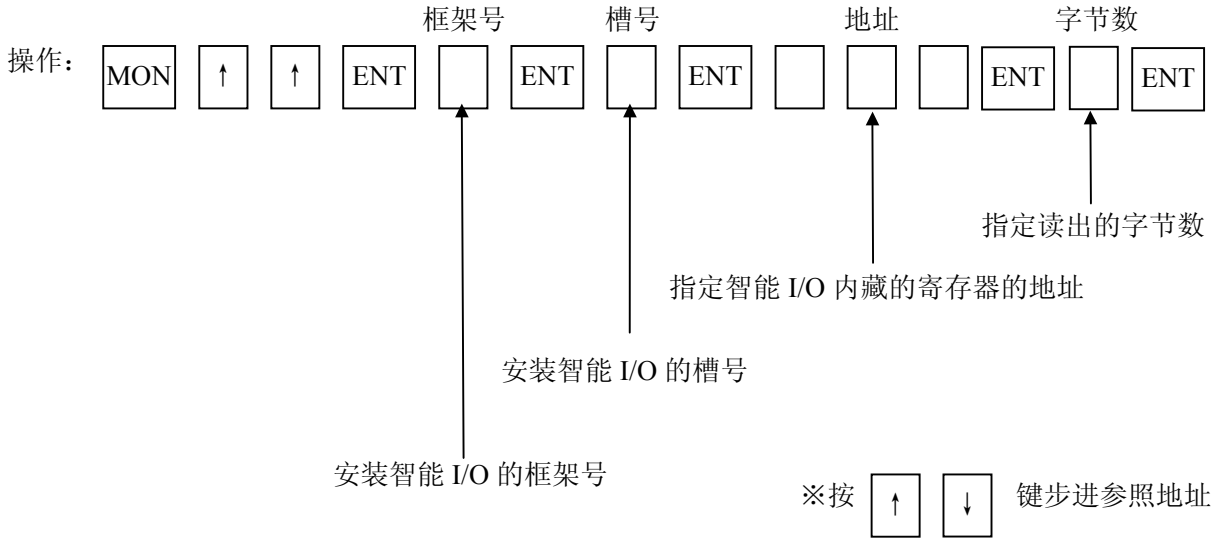 框架号 槽号 地址 字节数
操作： MON ↑ ↑ ENT ENT ENT ENT ENT
指定读出的字节数
指定智能 I/O 内藏的寄存器的地址
安装智能 I/O 的槽号
安装智能 I/O 的框架号
※按 ↑ ↓ 键步进参照地址